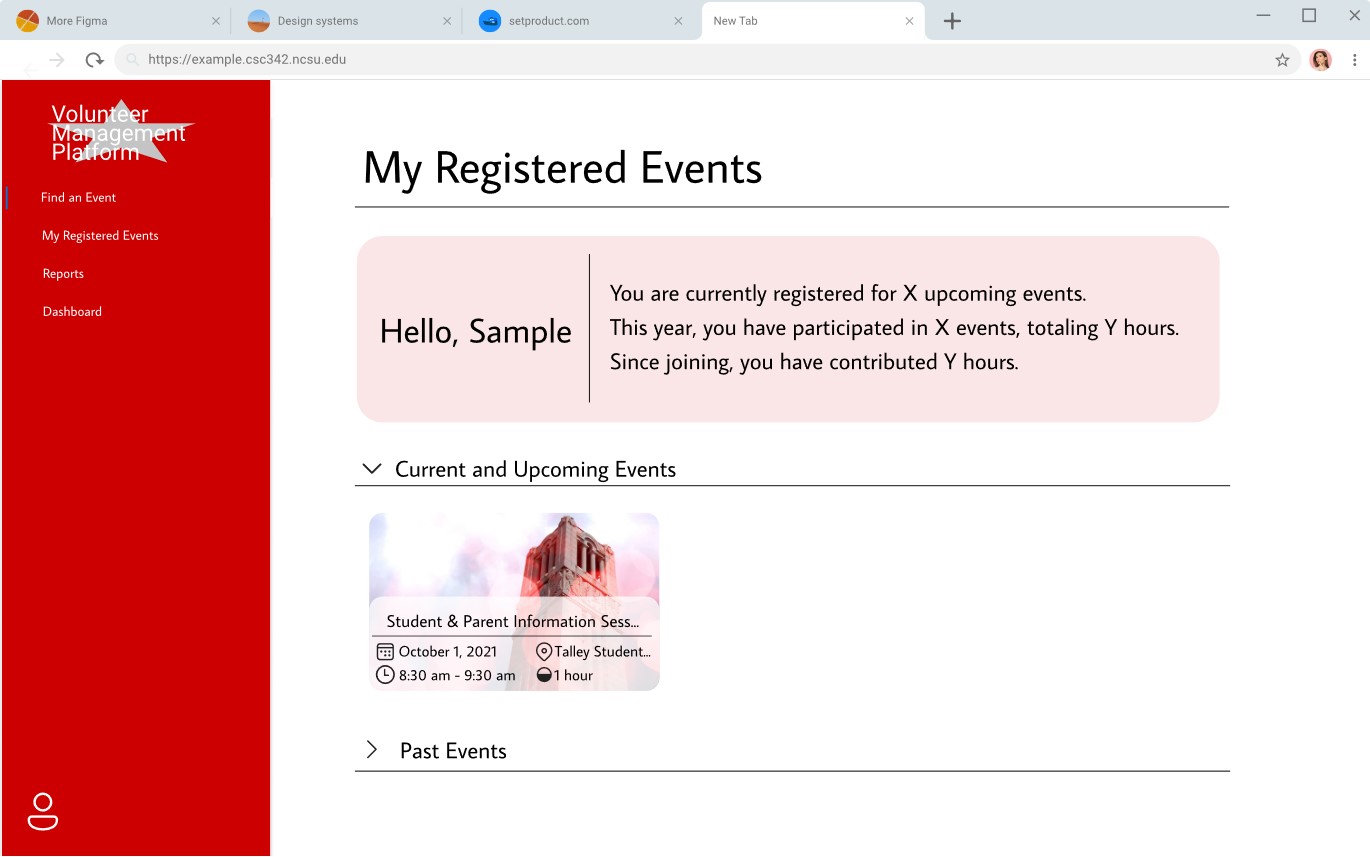 More Figma
Design systems
setproduct.com
New Tab
https://example.csc342.ncsu.edu
Volunteer
Management
Platform
Find an Event
My Registered Events
Reports
Dashboard
My Registered Events
Hello, Sample
You are currently registered for X upcoming events.
This year, you have participated in X events, totaling Y hours.
Since joining, you have contributed Y hours.
Current and Upcoming Events
Student & Parent Information Sess...
October 1, 2021
Talley Student...
8:30 am - 9:30 am
1 hour
Past Events